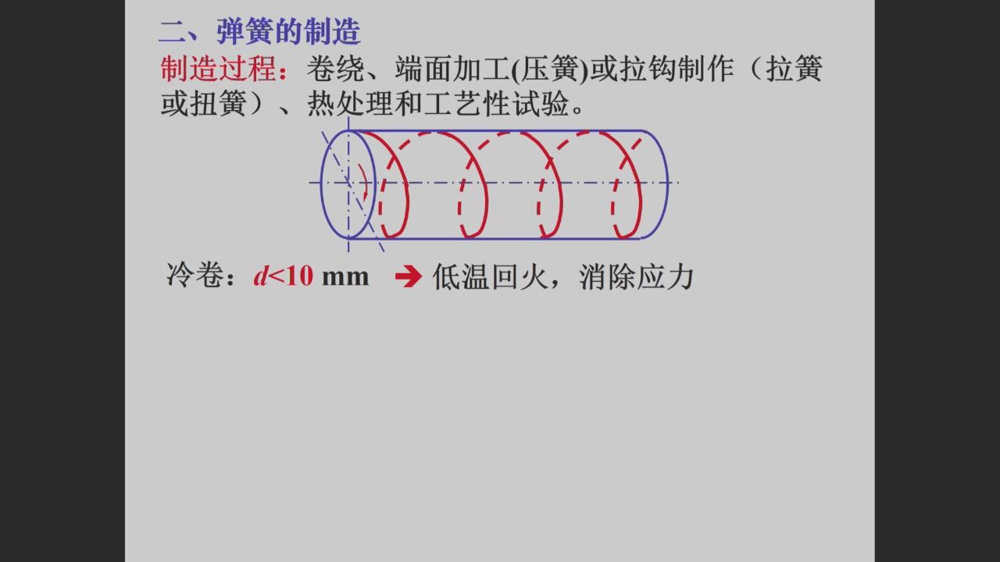 二、弹簧的制造
制造过程：卷绕、端面加工(压簧)或拉钩制作（拉簧
或扭簧）、热处理和工艺性试验。
冷卷：d<10 mm ➔ 低温回火，消除应力